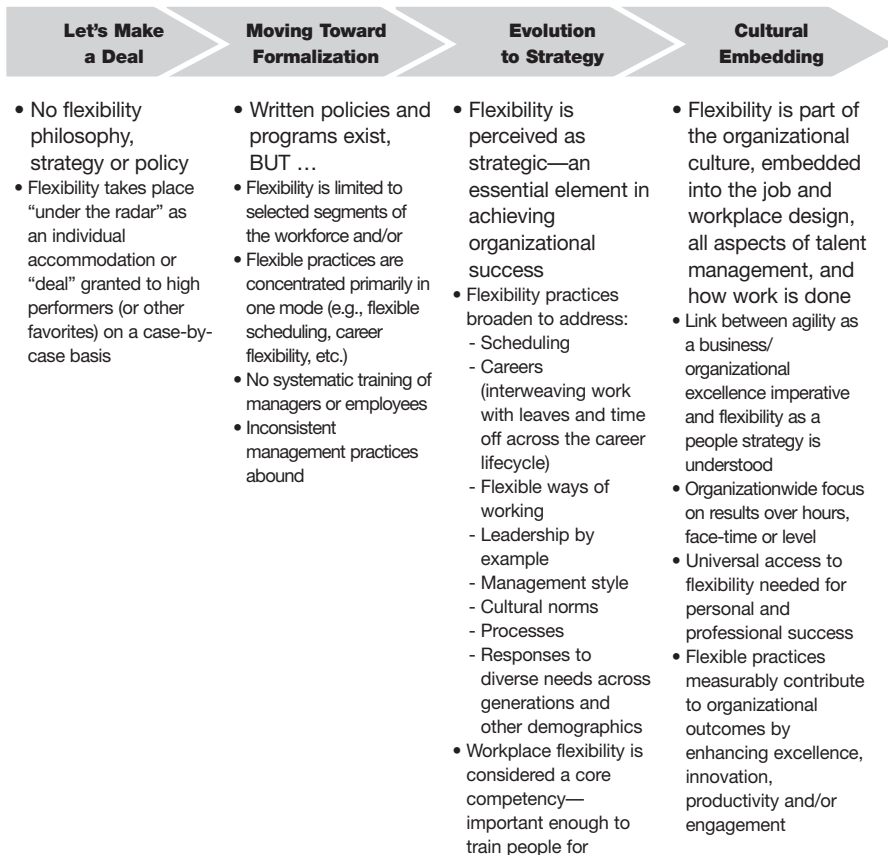 Let's Make
a Deal
Moving Toward
Formalization
Evolution
to Strategy
Cultural
Embedding
• No flexibility
philosophy,
strategy or policy
• Flexibility takes place
“under the radar” as
an individual
accommodation or
“deal” granted to high
performers (or other
favorites) on a case-by-
case basis
• Written policies and
programs exist,
BUT …
• Flexibility is limited to
selected segments of
the workforce and/or
• Flexible practices are
concentrated primarily in
one mode (e.g., flexible
scheduling, career
flexibility, etc.)
• No systematic training of
managers or employees
• Inconsistent
management practices
abound
• Flexibility is
perceived as
strategic—an
essential element in
achieving
organizational
success
• Flexibility practices
broaden to address:
- Scheduling
- Careers
(interweaving work
with leaves and time
off across the career
lifecycle)
- Flexible ways of
working
- Leadership by
example
- Management style
- Cultural norms
- Processes
- Responses to
diverse needs across
generations and
other demographics
• Workplace flexibility is
considered a core
competency—
important enough to
train people for
• Flexibility is part of
the organizational
culture, embedded
into the job and
workplace design,
all aspects of talent
management, and
how work is done
• Link between agility as
a business/
organizational
excellence imperative
and flexibility as a
people strategy is
understood
• Organizationwide focus
on results over hours,
face-time or level
• Universal access to
flexibility needed for
personal and
professional success
• Flexible practices
measurably contribute
to organizational
outcomes by
enhancing excellence,
innovation,
productivity and/or
engagement